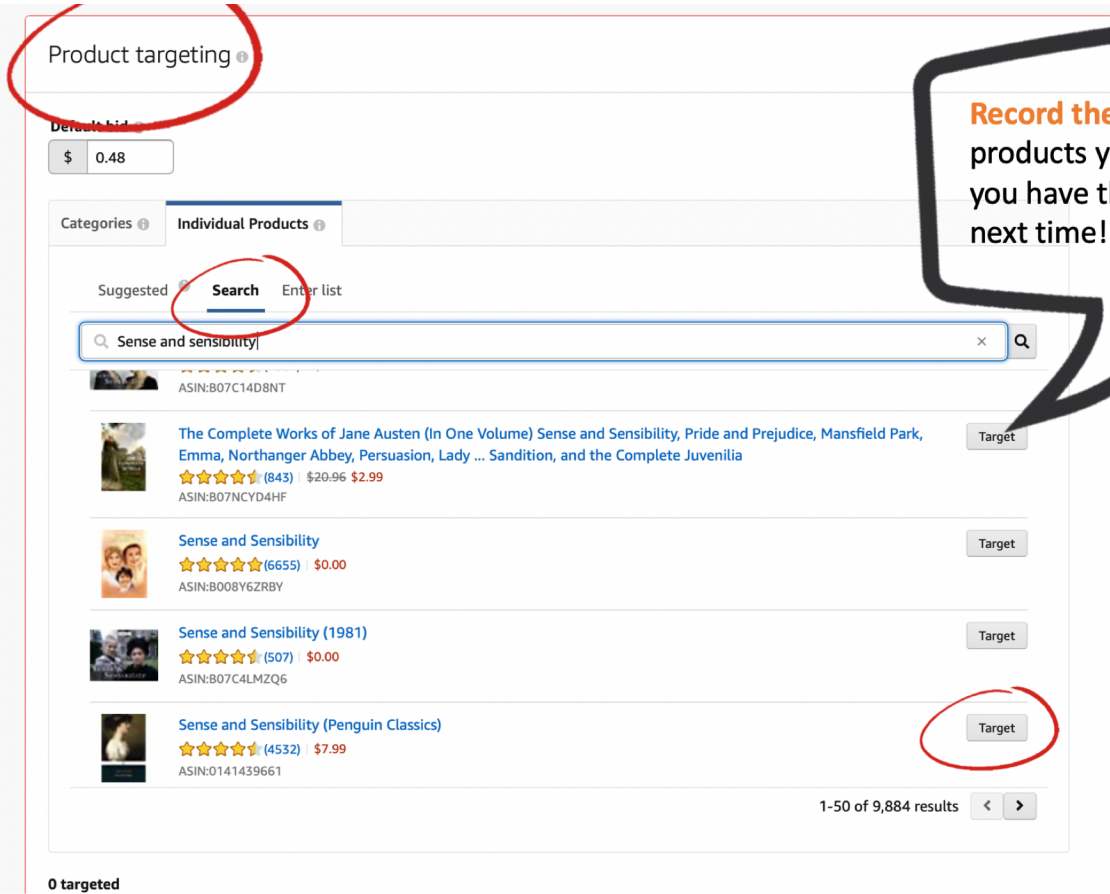 Product targeting
Default bid
$ 0.48
Record the
products y
you have t
next time!
Categories
Individual Products
Suggested
Search
Enter list
Sense and sensibility
ASIN:B07C14D8NT
The Complete Works of Jane Austen (In One Volume) Sense and Sensibility, Pride and Prejudice, Mansfield Park,
Emma, Northanger Abbey, Persuasion, Lady ... Sandition, and the Complete Juvenilia
(843) | $20.96 $2.99
ASIN:B07NCYD4HF
Target
Sense and Sensibility
(6655) | $0.00
ASIN:B008Y6ZRBY
Target
Sense and Sensibility (1981)
(507) | $0.00
ASIN:B07C4LMZQ6
Target
Sense and Sensibility (Penguin Classics)
(4532) | $7.99
ASIN:0141439661
Target
1-50 of 9,884 results
0 targeted